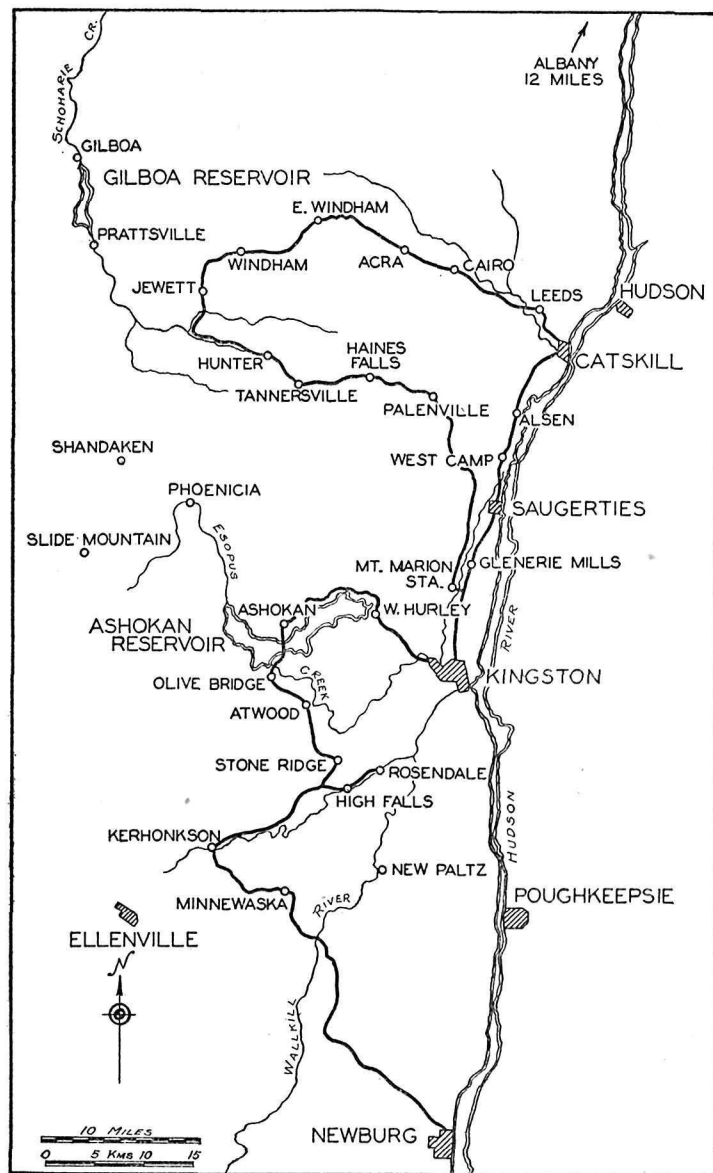 ALBANY
12 MILES
SCHOHARIE CR.
GILBOA
GILBOA RESERVOIR
E. WINDHAM
PRATTSVILLE
WINDHAM
ACRA
CAIRO
JEWETT
LEEDS
HUDSON
HUNTER
HAINES
FALLS
CATSKILL
TANNERSVILLE
PALENVILLE
ALSEN
SHANDAKEN
WEST CAMP
PHOENICIA
SAUGERTIES
SLIDE MOUNTAIN
ESOPUS
MT. MARION
STA.
GLENERIE MILLS
ASHOKAN
W. HURLEY
RIVER
ASHOKAN
RESERVOIR
OLIVE BRIDGE
CREEK
KINGSTON
ATWOOD
STONE RIDGE
ROSENDALE
HIGH FALLS
KERHONKSON
HUDSON
NEW PALTZ
MINNEWASKA
RIVER
POUGHKEEPSIE
ELLENVILLE
N
WALLKILL
10 MILES
NEWBURG
0 5 KMS 10 15